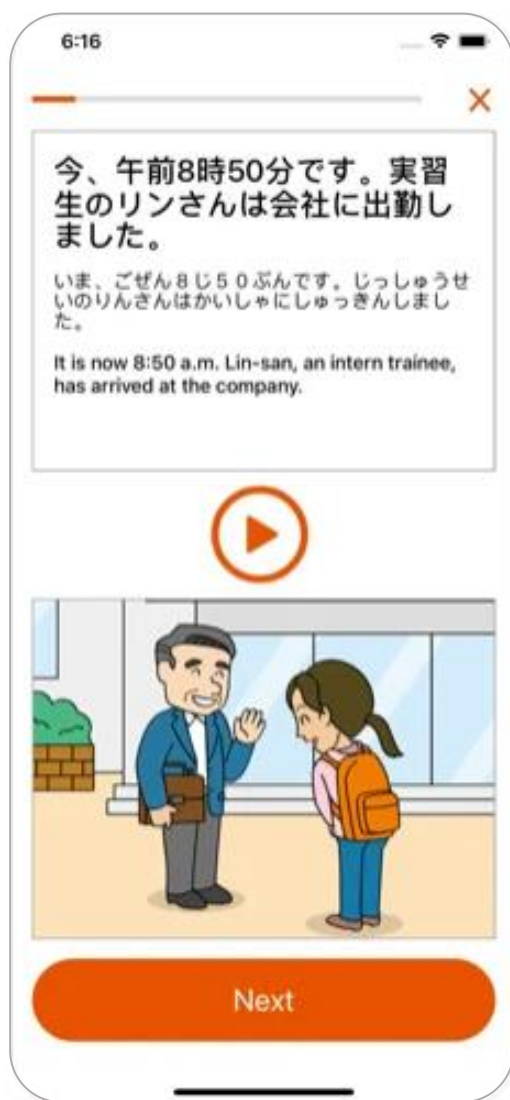 6:16
今、午前8時50分です。実習
生のリンさんは会社に出勤し
ました。
いま、ごぜん８じ５０ぷんです。じっしゅうせ
いのりんさんはかいしゃにしゅっきんしまし
た。
It is now 8:50 a.m. Lin-san, an intern trainee,
has arrived at the company.
Next